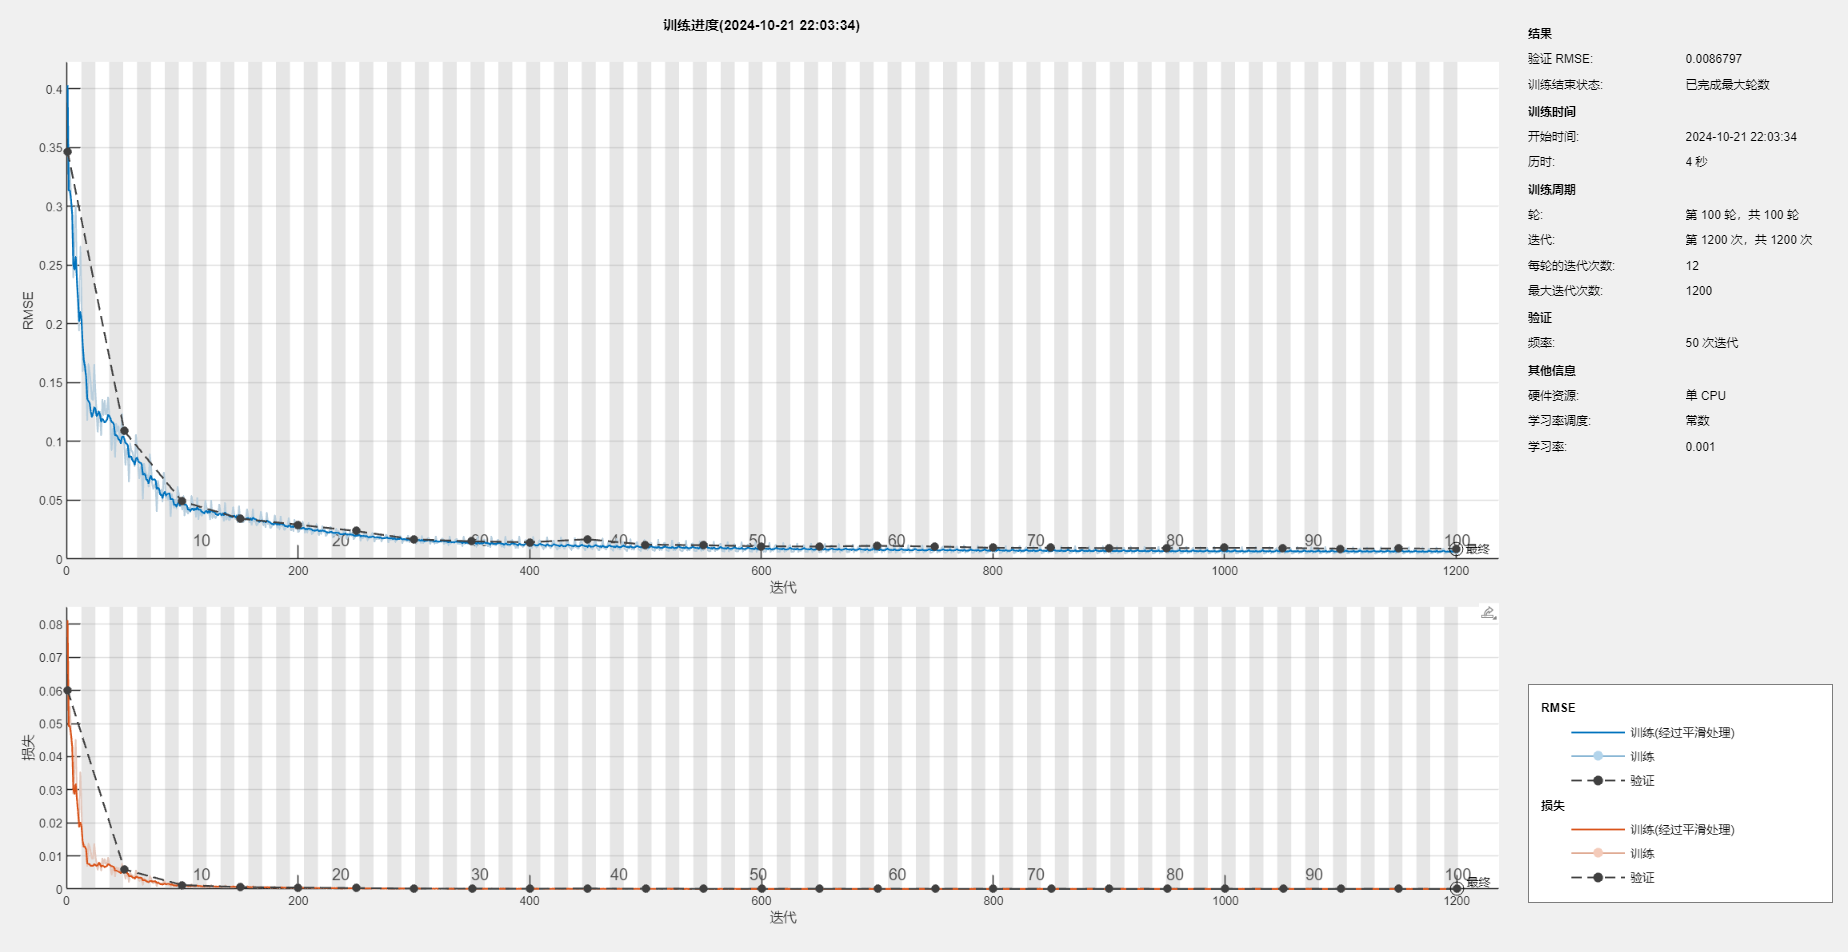 训练进度(2024-10-21 22:03:34)
0.4
0.35
0.3
0.25
0.2
0.15
0.1
0.05
0
RMSE
10 20 30 40 50 60 70 80 90 100
最终
0 200 400 600 800 1000 1200
迭代
0.08
0.07
0.06
0.05
0.04
0.03
0.02
0.01
0
损失
10 20 30 40 50 60 70 80 90 100
最终
0 200 400 600 800 1000 1200
迭代
结果
验证 RMSE: 0.0086797
训练结束状态: 已完成最大轮数
训练时间
开始时间: 2024-10-21 22:03:34
历时: 4 秒
训练周期
轮: 第 100 轮，共 100 轮
迭代: 第 1200 次，共 1200 次
每轮的迭代次数: 12
最大迭代次数: 1200
验证
频率: 50 次迭代
其他信息
硬件资源: 单 CPU
学习率调度: 常数
学习率: 0.001
RMSE
训练(经过平滑处理)
训练
验证
损失
训练(经过平滑处理)
训练
验证